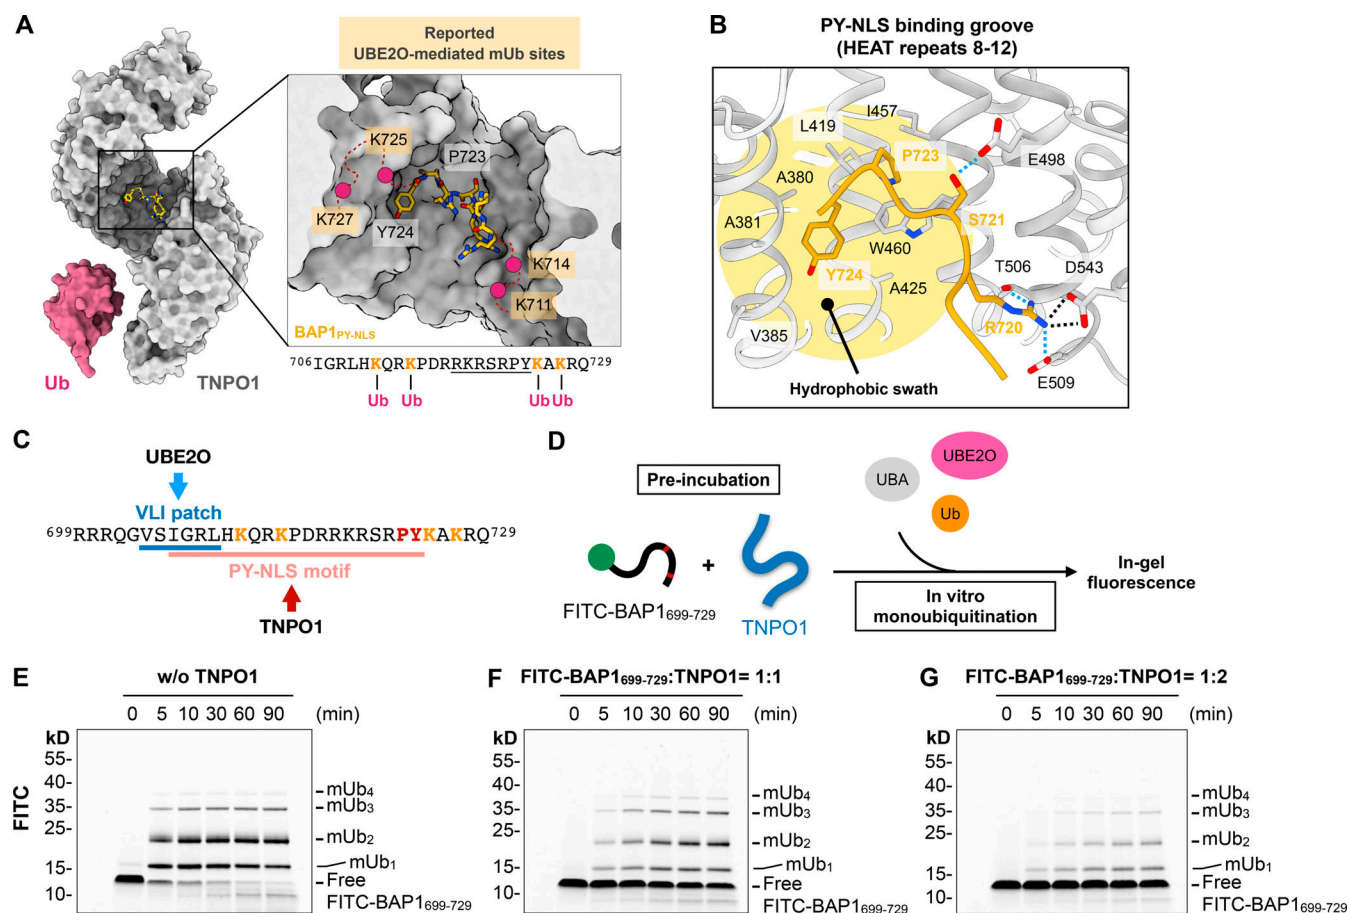 A
Reported
UBE2O-mediated mUb sites
K725
P723
K727
Y724
K714
K711
BAP1PY-NLS
Ub
TNPO1
706IGRLHKQRKPDRRKRSRPYKAKRQ729
Ub Ub Ub Ub
B
PY-NLS binding groove
(HEAT repeats 8-12)
I457
L419
P723
E498
A380
S721
A381
W460
Y724
T506
D543
A425
R720
V385
E509
Hydrophobic swath
C
UBE2O
VLI patch
699RRRQGVSIGRLHKQRKPDRRKRSRPYKAKRQ729
PY-NLS motif
TNPO1
D
Pre-incubation
UBE2O
UBA
Ub
+
FITC-BAP1699-729
TNPO1
In vitro
monoubiquitination
In-gel
fluorescence
E
w/o TNPO1
0 5 10 30 60 90 (min)
kD
55-
40-
35-
25-
15-
10-
FITC
mUb4
mUb3
mUb2
mUb1
Free
FITC-BAP1699-729
F
FITC-BAP1699-729:TNPO1= 1:1
0 5 10 30 60 90 (min)
kD
55-
40-
35-
25-
15-
10-
mUb4
mUb3
mUb2
mUb1
Free
FITC-BAP1699-729
G
FITC-BAP1699-729:TNPO1= 1:2
0 5 10 30 60 90 (min)
kD
55-
40-
35-
25-
15-
10-
mUb4
mUb3
mUb2
mUb1
Free
FITC-BAP1699-729